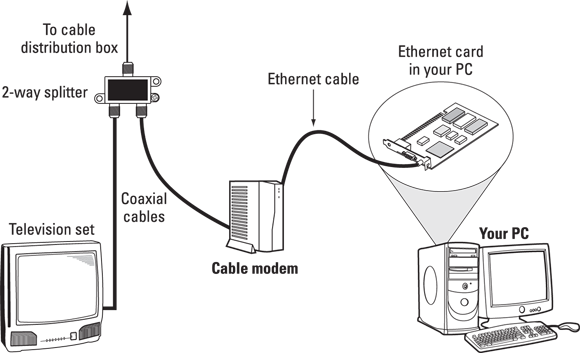 To cable
distribution box
2-way splitter
Ethernet cable
Ethernet card
in your PC
Coaxial
cables
Television set
Cable modem
Your PC